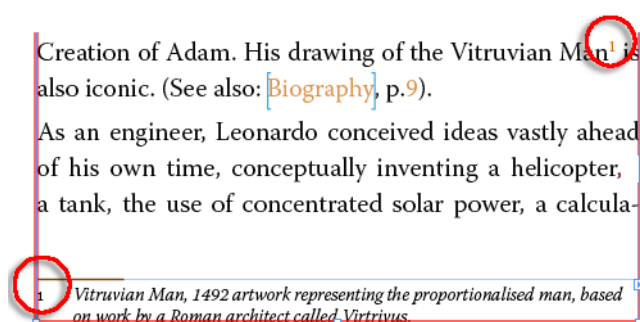 Creation of Adam. His drawing of the Vitruvian Man¹ is
also iconic. (See also: Biography, p.9).
As an engineer, Leonardo conceived ideas vastly ahead
of his own time, conceptually inventing a helicopter,
a tank, the use of concentrated solar power, a calcula-
1 Vitruvian Man, 1492 artwork representing the proportionalised man, based
on work by a Roman architect called Virtrivus.